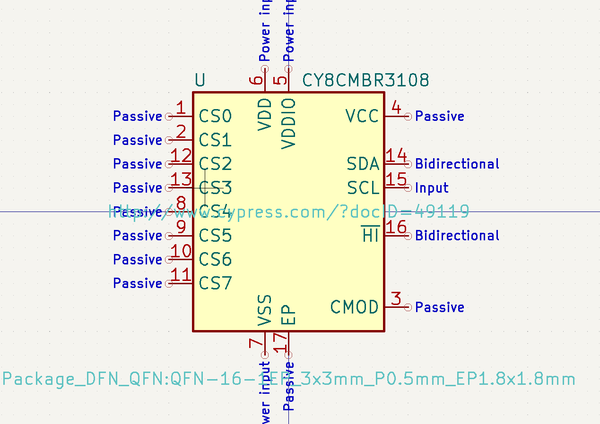 Power inp
Power inp
6
5
U
CY8CMBR3108
Passive 1 CS0
VDD
VDDIO
VCC 4 Passive
Passive 2 CS1
Passive 12 CS2
SDA 14 Bidirectional
Passive 13 CS3
SCL 15 Input
Passive 8 CS4
http://www.cypress.com/?docID=49119
Passive 9 CS5
HI 16 Bidirectional
Passive 10 CS6
Passive 11 CS7
VSS
EP
CMOD 3 Passive
7
17
Package_DFN_QFN:QFN-16-1EP_3x3mm_P0.5mm_EP1.8x1.8mm
wer input
Passive